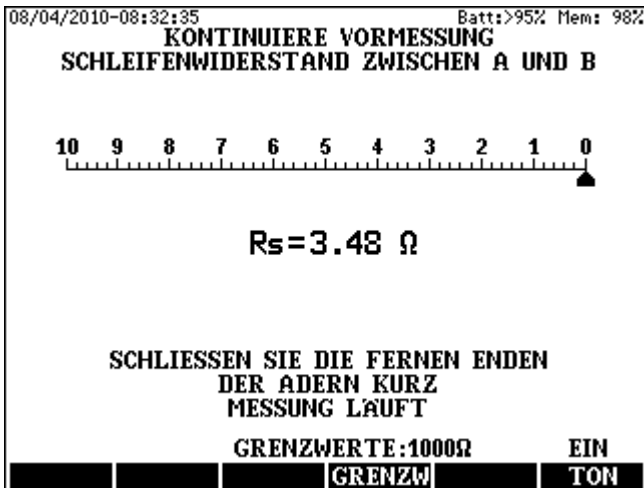 08/04/2010-08:32:35 Batt:>95% Mem: 98%
KONTINUIERE VORMESSUNG
SCHLEIFENWIDERSTAND ZWISCHEN A UND B
10 9 8 7 6 5 4 3 2 1 0
Rs=3.48 Ω
SCHLIESSEN SIE DIE FERNEN ENDEN
DER ADERN KURZ
MESSUNG LÄUFT
GRENZWERTE:1000Ω EIN
GRENZW TON